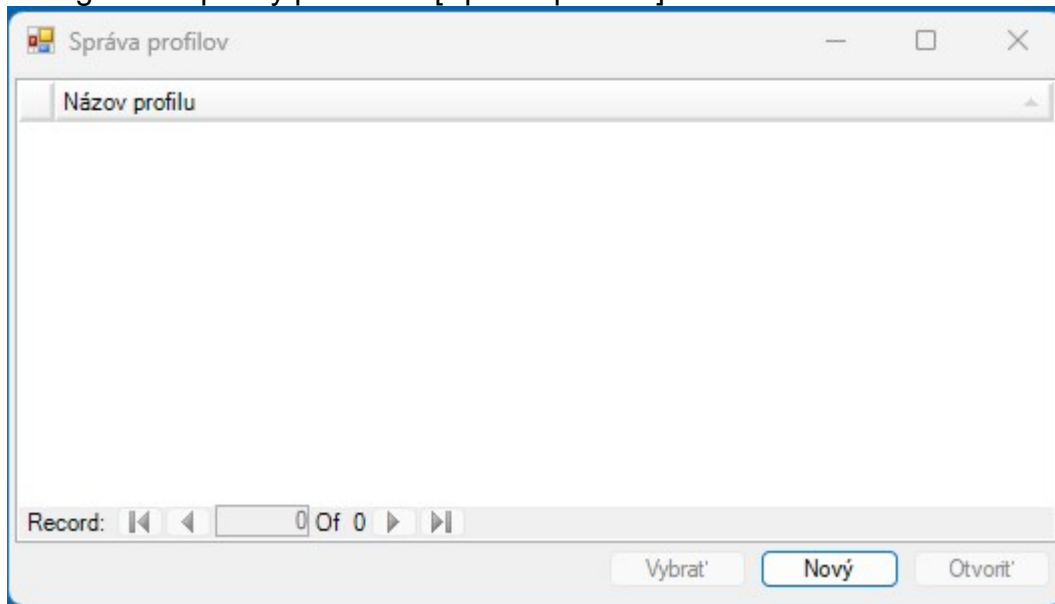 Správa profilov
Názov profilu
Record: 0 Of 0
Vybrať Nový Otvoriť